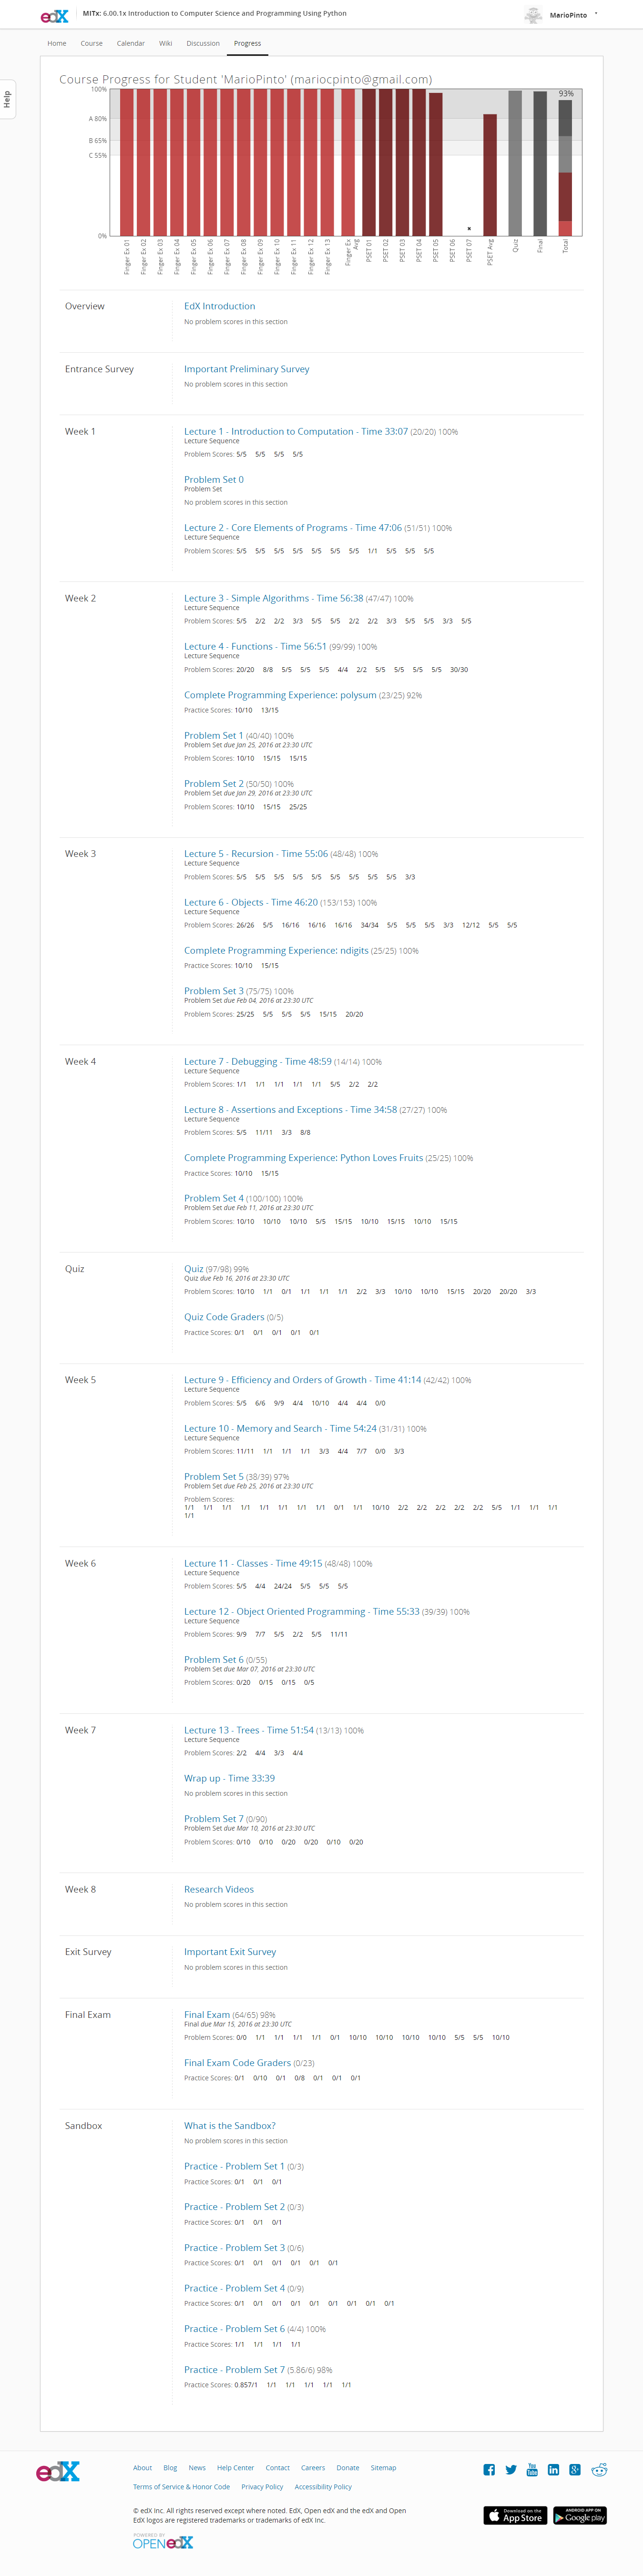 edX
MITx: 6.00.1x Introduction to Computer Science and Programming Using Python
MarioPinto
Home Course Calendar Wiki Discussion Progress
Help
Course Progress for Student 'MarioPinto' (mariocpinto@gmail.com)
100%
A 80%
B 65%
C 55%
0%
93%
Finger Ex 01
Finger Ex 02
Finger Ex 03
Finger Ex 04
Finger Ex 05
Finger Ex 06
Finger Ex 07
Finger Ex 08
Finger Ex 09
Finger Ex 10
Finger Ex 11
Finger Ex 12
Finger Ex 13
Finger Ex Avg
PSET 01
PSET 02
PSET 03
PSET 04
PSET 05
PSET 06
PSET 07
PSET Avg
Quiz
Final
Total
Overview
EdX Introduction
No problem scores in this section
Entrance Survey
Important Preliminary Survey
No problem scores in this section
Week 1
Lecture 1 - Introduction to Computation - Time 33:07 (20/20) 100%
Lecture Sequence
Problem Scores: 5/5 5/5 5/5 5/5
Problem Set 0
Problem Set
No problem scores in this section
Lecture 2 - Core Elements of Programs - Time 47:06 (51/51) 100%
Lecture Sequence
Problem Scores: 5/5 5/5 5/5 5/5 5/5 5/5 5/5 1/1 5/5 5/5 5/5
Week 2
Lecture 3 - Simple Algorithms - Time 56:38 (47/47) 100%
Lecture Sequence
Problem Scores: 5/5 2/2 2/2 3/3 5/5 5/5 2/2 2/2 3/3 5/5 5/5 3/3 5/5
Lecture 4 - Functions - Time 56:51 (99/99) 100%
Lecture Sequence
Problem Scores: 20/20 8/8 5/5 5/5 5/5 4/4 2/2 5/5 5/5 5/5 5/5 30/30
Complete Programming Experience: polysum (23/25) 92%
Practice Scores: 10/10 13/15
Problem Set 1 (40/40) 100%
Problem Set due Jan 25, 2016 at 23:30 UTC
Problem Scores: 10/10 15/15 15/15
Problem Set 2 (50/50) 100%
Problem Set due Jan 29, 2016 at 23:30 UTC
Problem Scores: 10/10 15/15 25/25
Week 3
Lecture 5 - Recursion - Time 55:06 (48/48) 100%
Lecture Sequence
Problem Scores: 5/5 5/5 5/5 5/5 5/5 5/5 5/5 5/5 5/5 3/3
Lecture 6 - Objects - Time 46:20 (153/153) 100%
Lecture Sequence
Problem Scores: 26/26 5/5 16/16 16/16 16/16 34/34 5/5 5/5 5/5 3/3 12/12 5/5 5/5
Complete Programming Experience: ndigits (25/25) 100%
Practice Scores: 10/10 15/15
Problem Set 3 (75/75) 100%
Problem Set due Feb 04, 2016 at 23:30 UTC
Problem Scores: 25/25 5/5 5/5 5/5 15/15 20/20
Week 4
Lecture 7 - Debugging - Time 48:59 (14/14) 100%
Lecture Sequence
Problem Scores: 1/1 1/1 1/1 1/1 1/1 5/5 2/2 2/2
Lecture 8 - Assertions and Exceptions - Time 34:58 (27/27) 100%
Lecture Sequence
Problem Scores: 5/5 11/11 3/3 8/8
Complete Programming Experience: Python Loves Fruits (25/25) 100%
Practice Scores: 10/10 15/15
Problem Set 4 (100/100) 100%
Problem Set due Feb 11, 2016 at 23:30 UTC
Problem Scores: 10/10 10/10 10/10 5/5 15/15 10/10 15/15 10/10 15/15
Quiz
Quiz (97/98) 99%
Quiz due Feb 16, 2016 at 23:30 UTC
Problem Scores: 10/10 1/1 0/1 1/1 1/1 1/1 2/2 3/3 10/10 10/10 15/15 20/20 20/20 3/3
Quiz Code Graders (0/5)
Practice Scores: 0/1 0/1 0/1 0/1 0/1
Week 5
Lecture 9 - Efficiency and Orders of Growth - Time 41:14 (42/42) 100%
Lecture Sequence
Problem Scores: 5/5 6/6 9/9 4/4 10/10 4/4 4/4 0/0
Lecture 10 - Memory and Search - Time 54:24 (31/31) 100%
Lecture Sequence
Problem Scores: 11/11 1/1 1/1 1/1 3/3 4/4 7/7 0/0 3/3
Problem Set 5 (38/39) 97%
Problem Set due Feb 25, 2016 at 23:30 UTC
Problem Scores:
1/1 1/1 1/1 1/1 1/1 1/1 1/1 1/1 0/1 1/1 10/10 2/2 2/2 2/2 2/2 2/2 5/5 1/1 1/1 1/1
1/1
Week 6
Lecture 11 - Classes - Time 49:15 (48/48) 100%
Lecture Sequence
Problem Scores: 5/5 4/4 24/24 5/5 5/5 5/5
Lecture 12 - Object Oriented Programming - Time 55:33 (39/39) 100%
Lecture Sequence
Problem Scores: 9/9 7/7 5/5 2/2 5/5 11/11
Problem Set 6 (0/55)
Problem Set due Mar 07, 2016 at 23:30 UTC
Problem Scores: 0/20 0/15 0/15 0/5
Week 7
Lecture 13 - Trees - Time 51:54 (13/13) 100%
Lecture Sequence
Problem Scores: 2/2 4/4 3/3 4/4
Wrap up - Time 33:39
No problem scores in this section
Problem Set 7 (0/90)
Problem Set due Mar 10, 2016 at 23:30 UTC
Problem Scores: 0/10 0/10 0/20 0/20 0/10 0/20
Week 8
Research Videos
No problem scores in this section
Exit Survey
Important Exit Survey
No problem scores in this section
Final Exam
Final Exam (64/65) 98%
Final due Mar 15, 2016 at 23:30 UTC
Problem Scores: 0/0 1/1 1/1 1/1 1/1 0/1 10/10 10/10 10/10 10/10 5/5 5/5 10/10
Final Exam Code Graders (0/23)
Practice Scores: 0/1 0/10 0/1 0/8 0/1 0/1 0/1
Sandbox
What is the Sandbox?
No problem scores in this section
Practice - Problem Set 1 (0/3)
Practice Scores: 0/1 0/1 0/1
Practice - Problem Set 2 (0/3)
Practice Scores: 0/1 0/1 0/1
Practice - Problem Set 3 (0/6)
Practice Scores: 0/1 0/1 0/1 0/1 0/1 0/1
Practice - Problem Set 4 (0/9)
Practice Scores: 0/1 0/1 0/1 0/1 0/1 0/1 0/1 0/1 0/1
Practice - Problem Set 6 (4/4) 100%
Practice Scores: 1/1 1/1 1/1 1/1
Practice - Problem Set 7 (5.86/6) 98%
Practice Scores: 0.857/1 1/1 1/1 1/1 1/1 1/1
edX
About Blog News Help Center Contact Careers Donate Sitemap
Terms of Service & Honor Code Privacy Policy Accessibility Policy
© edX Inc. All rights reserved except where noted. EdX, Open edX and the edX and Open
EdX logos are registered trademarks or trademarks of edX Inc.
POWERED BY
OPEN edX
You Tube
Download on the
App Store
ANDROID APP ON
Google play